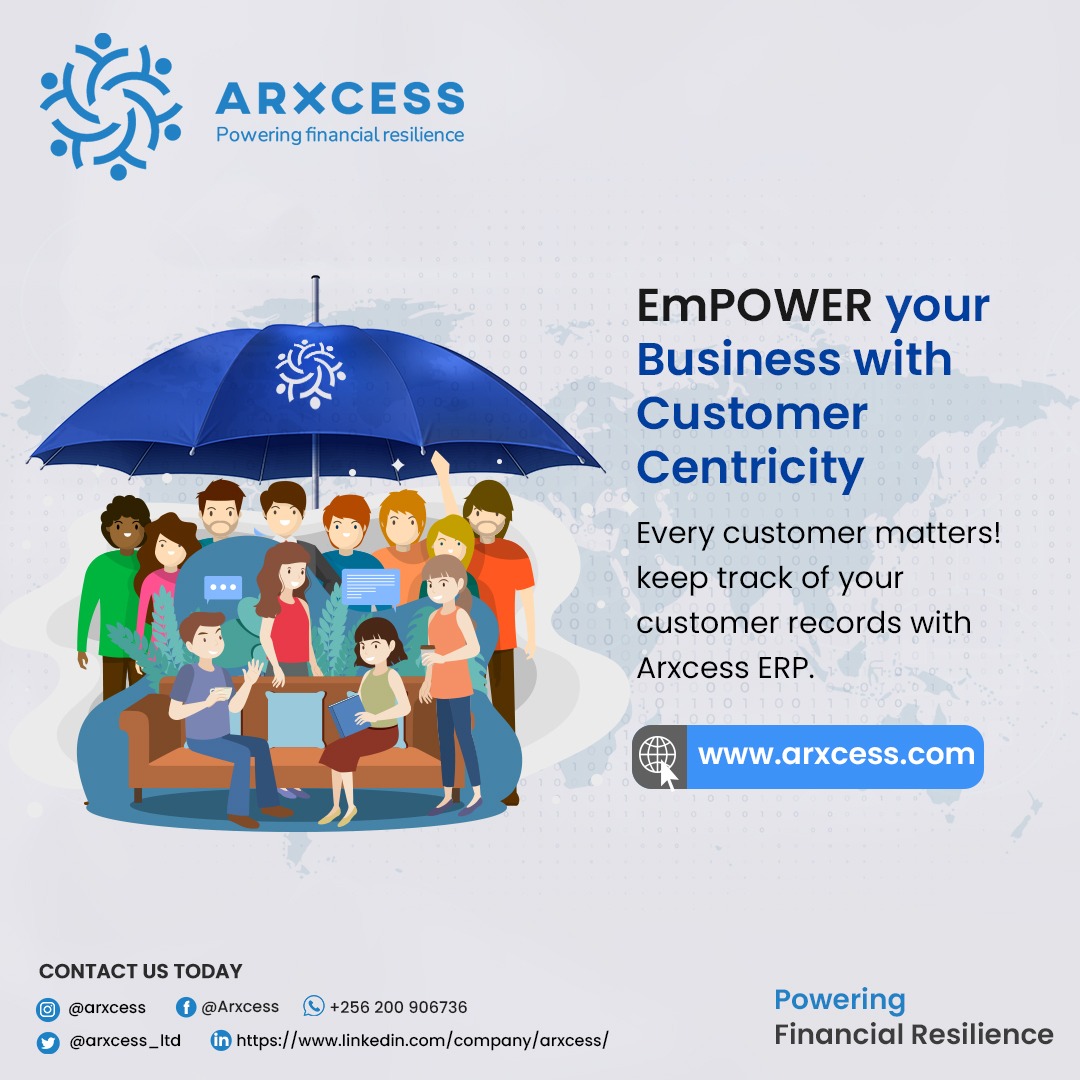 ARXCESS
Powering financial resilience
EmPOWER your
Business with
Customer
Centricity
Every customer matters!
keep track of your
customer records with
Arxcess ERP.
www.arxcess.com
CONTACT US TODAY
@arxcess @Arxcess +256 200 906736
@arxcess_ltd https://www.linkedin.com/company/arxcess/
Powering
Financial Resilience